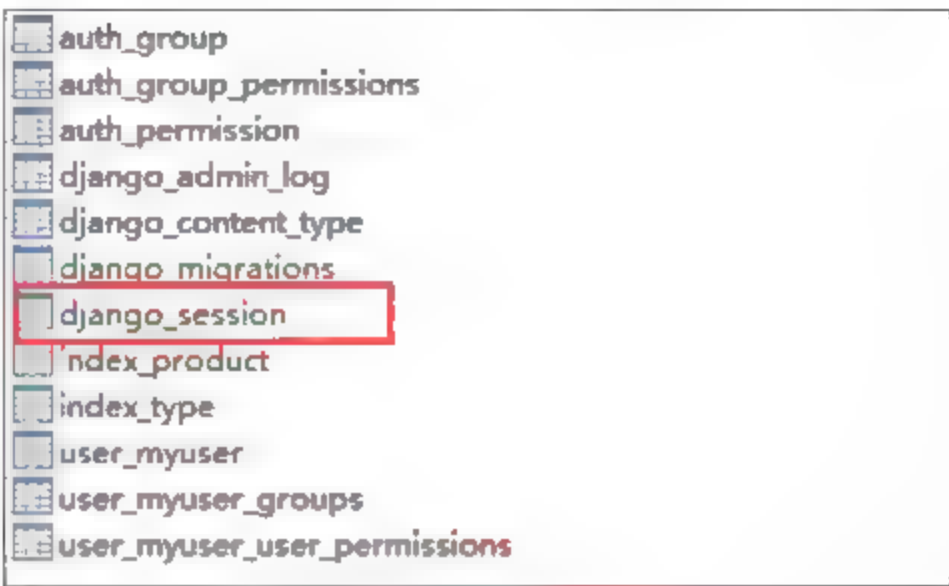 auth_group
auth_group_permissions
auth_permission
django_admin_log
django_content_type
django_migrations
django_session
index_product
index_type
user_myuser
user_myuser_groups
user_myuser_user_permissions